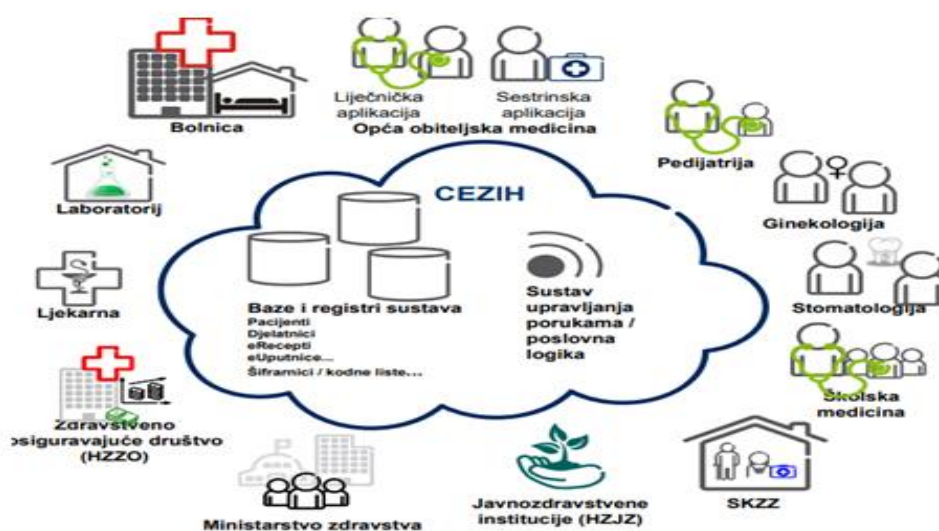 Bolnica
Liječnička
aplikacija
Sestrinska
aplikacija
Opća obiteljska medicina
Pedijatrija
Laboratorij
CEZIH
Ginekologija
Ljekarna
Baze i registri sustava
Pacijenti
Djelatnici
eRecepti
eUputnice...
Šiframici / kodne liste...
Sustav
upravljanja
porukama /
poslovna
logika
Stomatologija
Školska
medicina
Zdravstveno
osiguravajuće društvo
(HZZO)
Ministarstvo zdravstva
Javnozdravstvene
institucije (HZJZ)
SKZZ